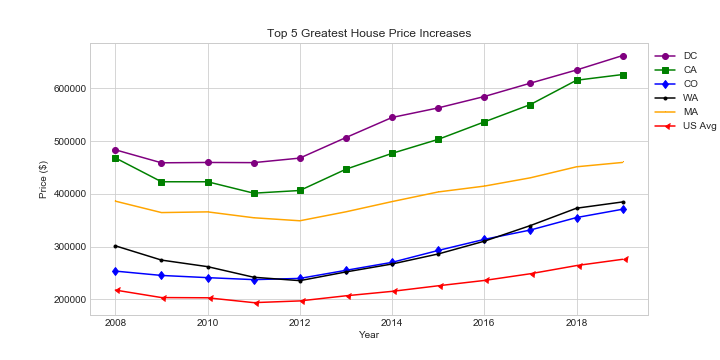 Top 5 Greatest House Price Increases
DC
CA
CO
WA
MA
US Avg
Price ($)
600000
500000
400000
300000
200000
2008 2010 2012 2014 2016 2018
Year